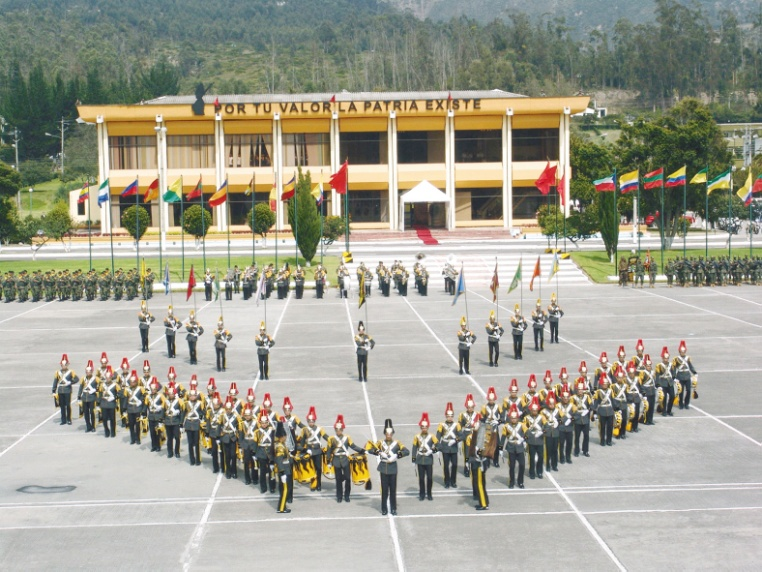 POR TU VALOR LA PATRIA EXISTE